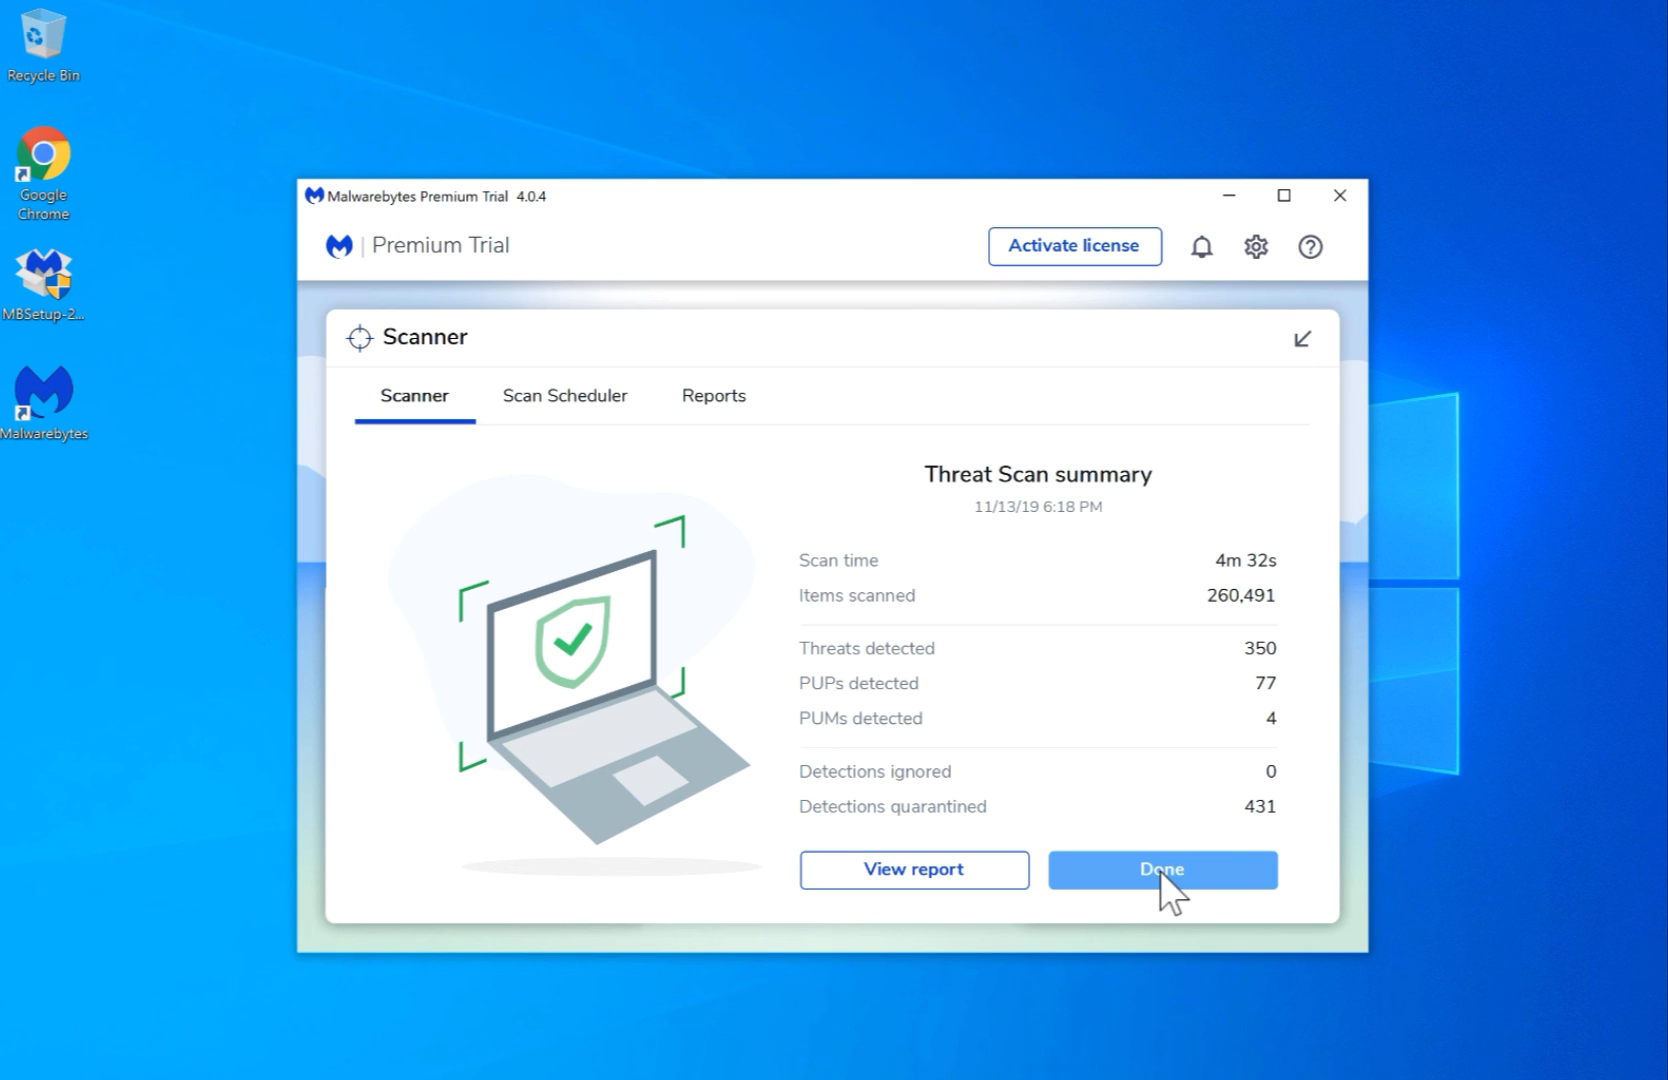 Recycle Bin
Google
Chrome
MBSetup-2...
Malwarebytes
Malwarebytes Premium Trial 4.0.4
Premium Trial
Activate license
Scanner
Scanner
Scan Scheduler
Reports
Threat Scan summary
11/13/19 6:18 PM
Scan time 4m 32s
Items scanned 260,491
Threats detected 350
PUPs detected 77
PUMs detected 4
Detections ignored 0
Detections quarantined 431
View report
Done